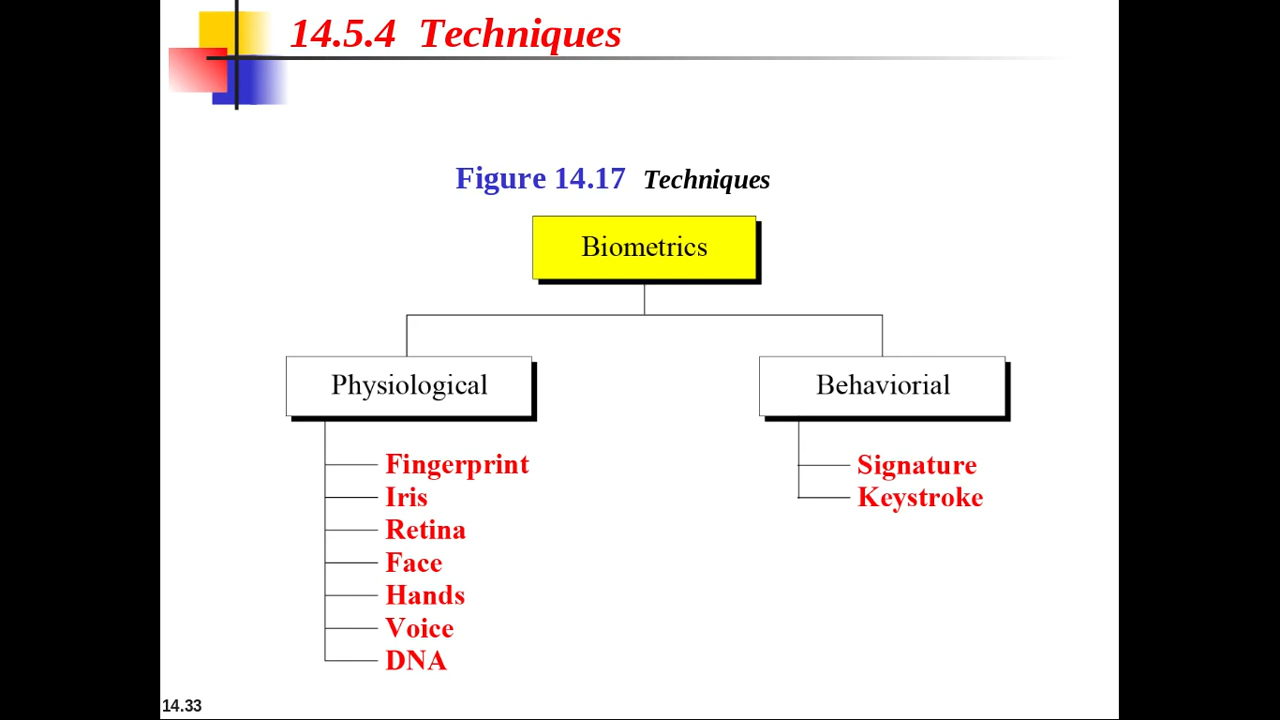 14.5.4 Techniques
Figure 14.17 Techniques
Biometrics
Physiological
Behaviorial
Fingerprint
Iris
Retina
Face
Hands
Voice
DNA
Signature
Keystroke
14.33